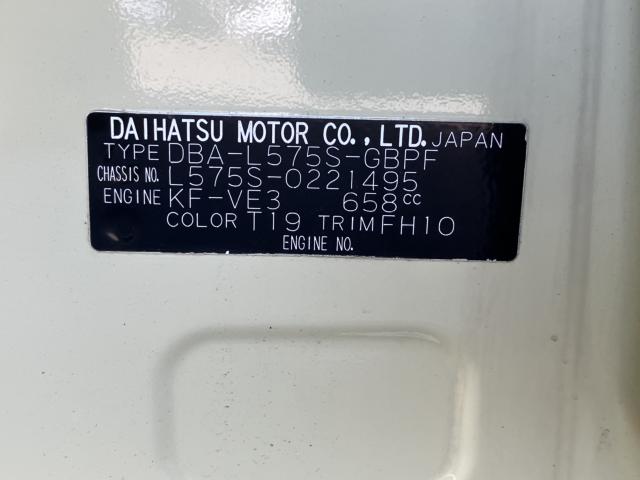 DAIHATSU MOTOR CO.,LTD. JAPAN
TYPE DBA-L575S-GBPF
CHASSIS NO. L575S-0221495
ENGINE KF-VE3 658cc
COLOR T19 TRIM FH10
ENGINE NO.